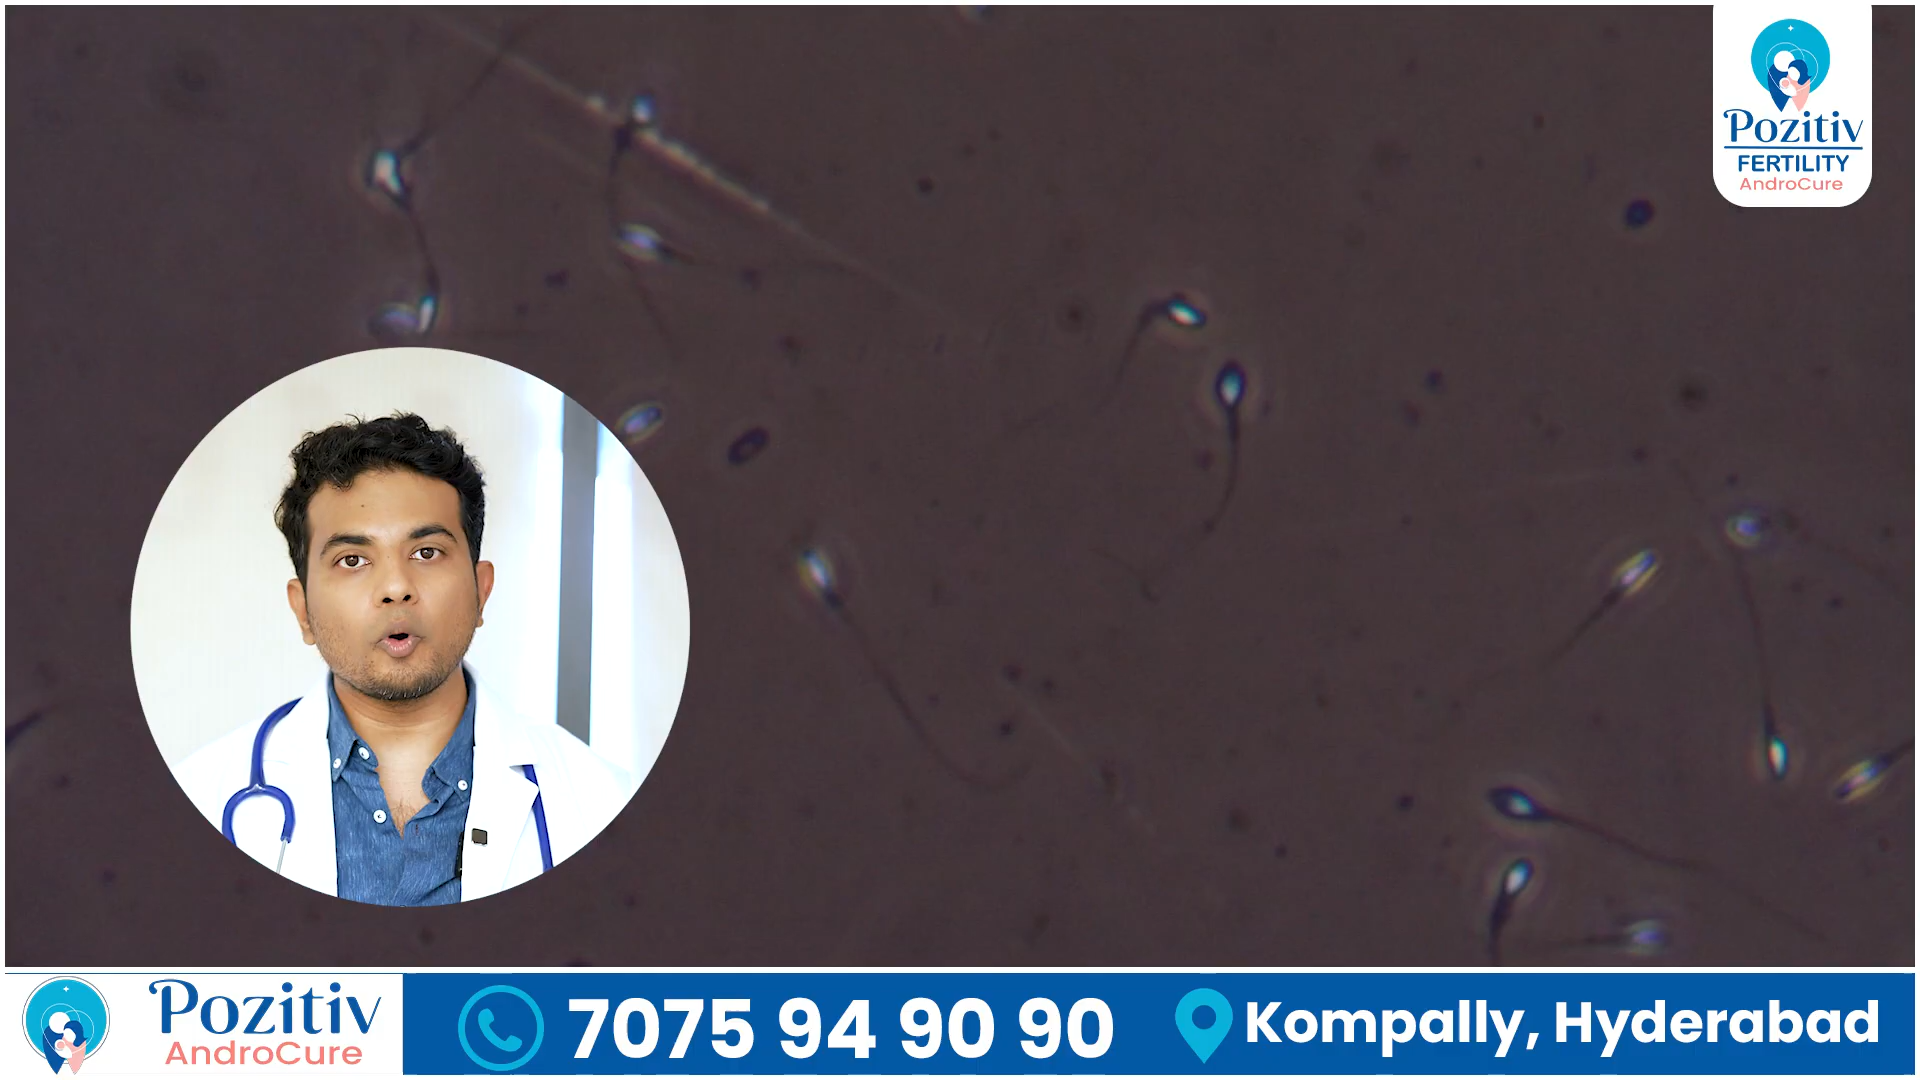 Pozitiv
FERTILITY
AndroCure
Pozitiv
AndroCure
7075 94 90 90
Kompally, Hyderabad